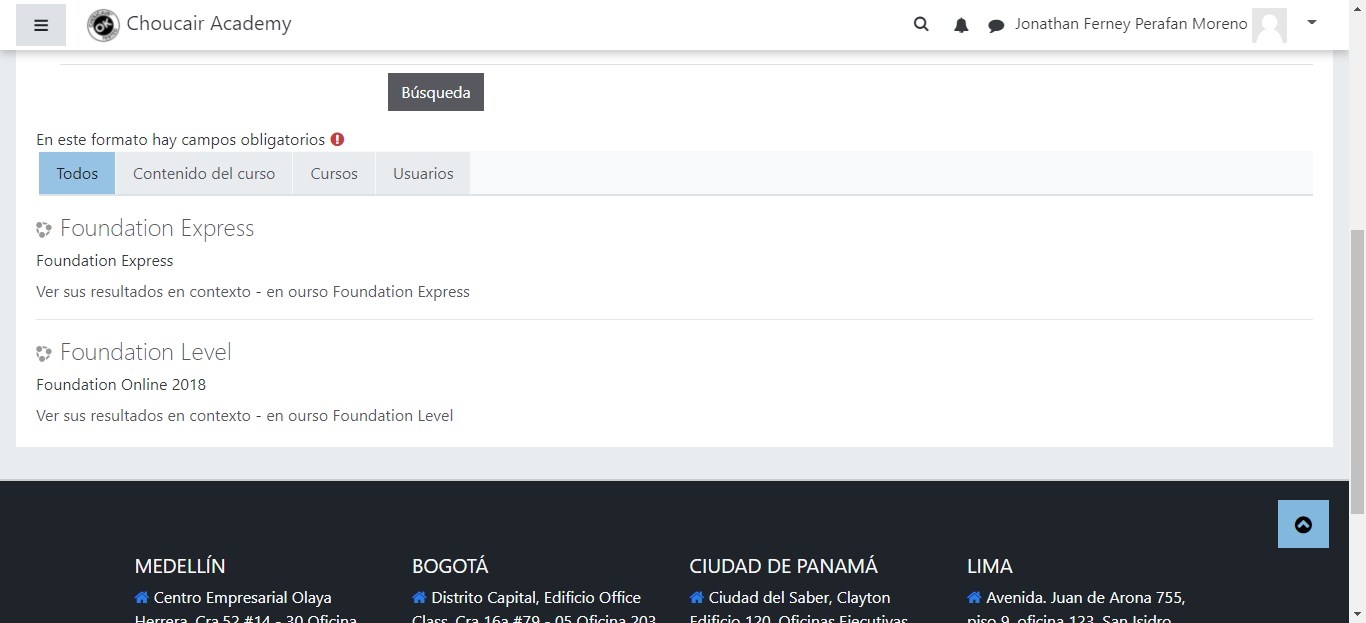 Choucair Academy
Jonathan Ferney Perafan Moreno
Búsqueda
En este formato hay campos obligatorios
Todos
Contenido del curso
Cursos
Usuarios
Foundation Express
Foundation Express
Ver sus resultados en contexto - en ourso Foundation Express
Foundation Level
Foundation Online 2018
Ver sus resultados en contexto - en ourso Foundation Level
MEDELLÍN
Centro Empresarial Olaya
Herrera, Cra 52 #14 - 30 Oficina
BOGOTÁ
Distrito Capital, Edificio Office
Class, Cra 16a #79 - 05 Oficina 203
CIUDAD DE PANAMÁ
Ciudad del Saber, Clayton
Edificio 120, Oficinas Ejecutivas
LIMA
Avenida. Juan de Arona 755,
piso 9, oficina 123, San Isidro